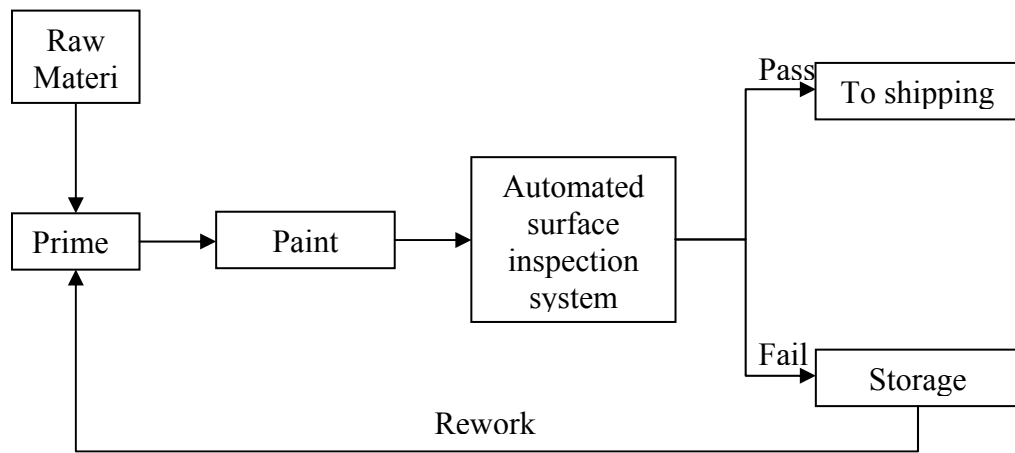 Raw
Materi
Pass
To shipping
Prime
Paint
Automated
surface
inspection
system
Fail
Storage
Rework